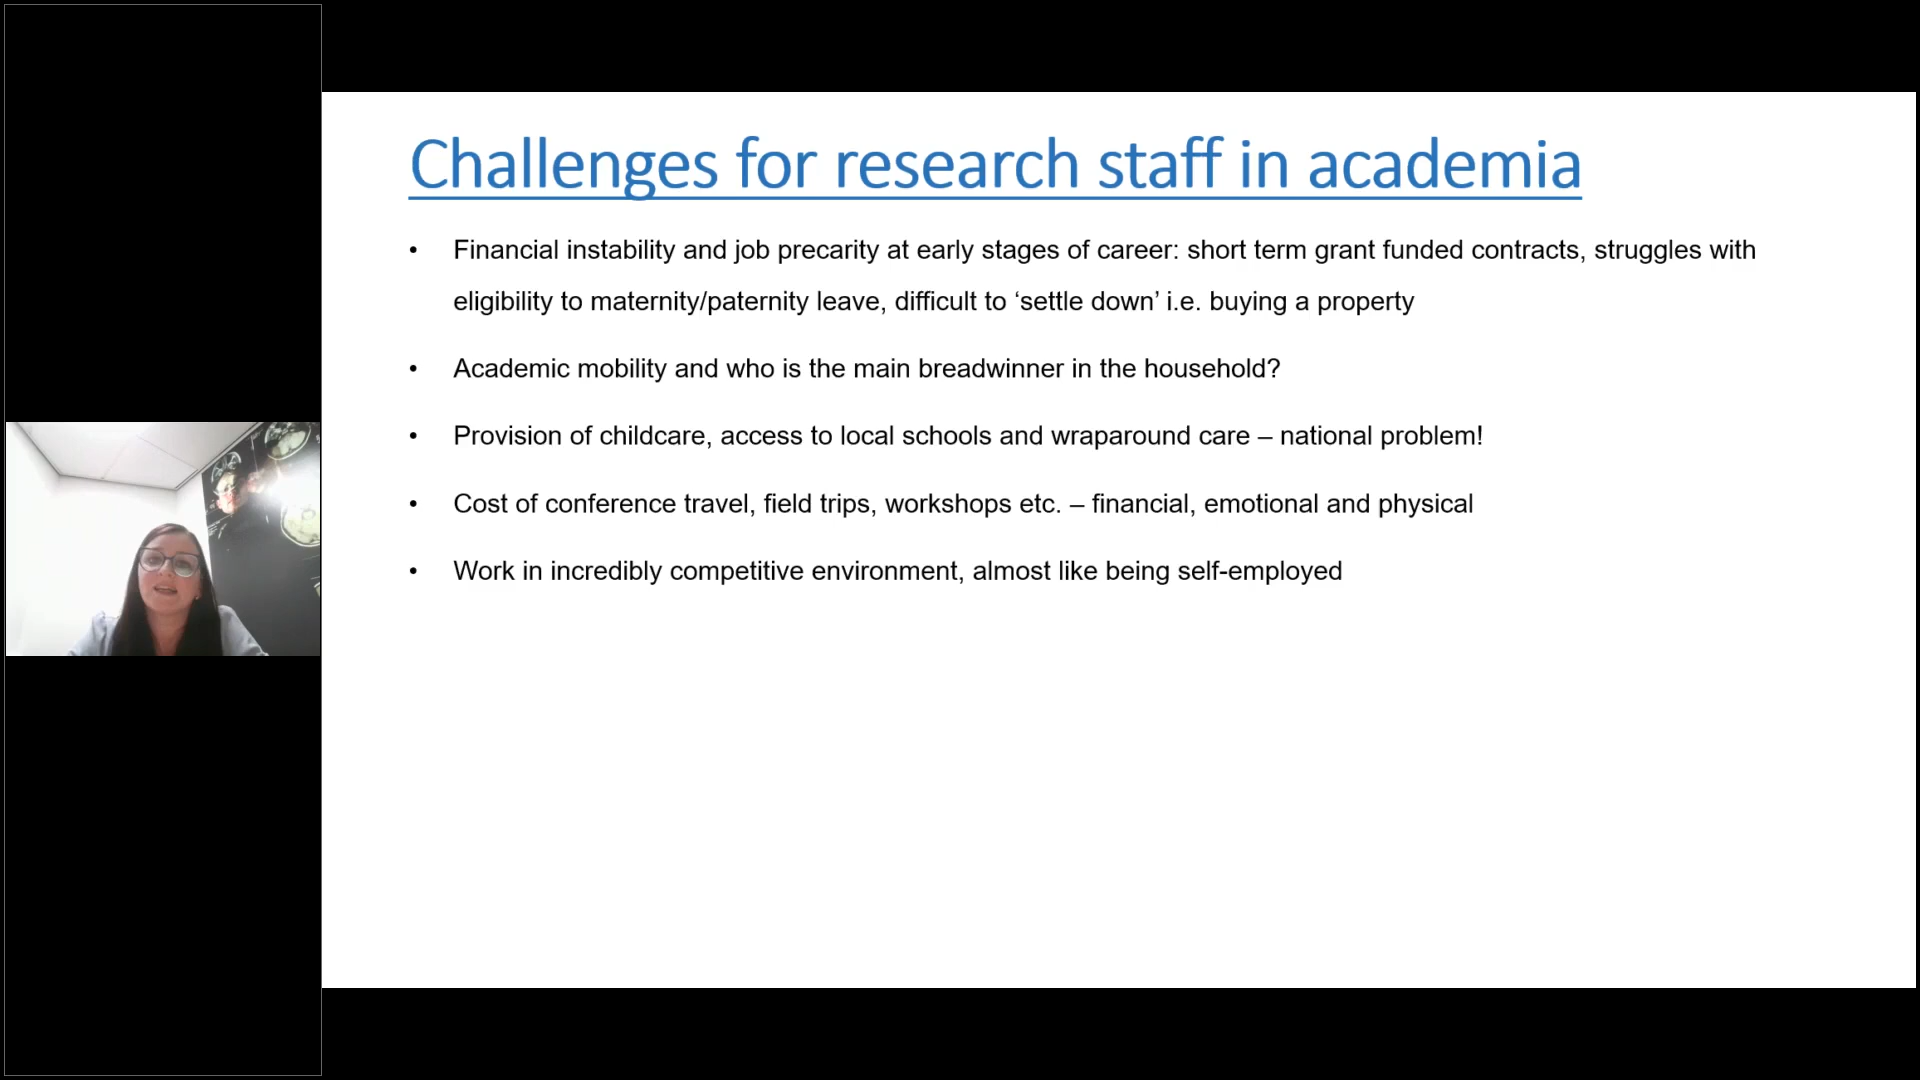 Challenges for research staff in academia
• Financial instability and job precarity at early stages of career: short term grant funded contracts, struggles with
eligibility to maternity/paternity leave, difficult to ‘settle down’ i.e. buying a property
• Academic mobility and who is the main breadwinner in the household?
• Provision of childcare, access to local schools and wraparound care – national problem!
• Cost of conference travel, field trips, workshops etc. – financial, emotional and physical
• Work in incredibly competitive environment, almost like being self-employed